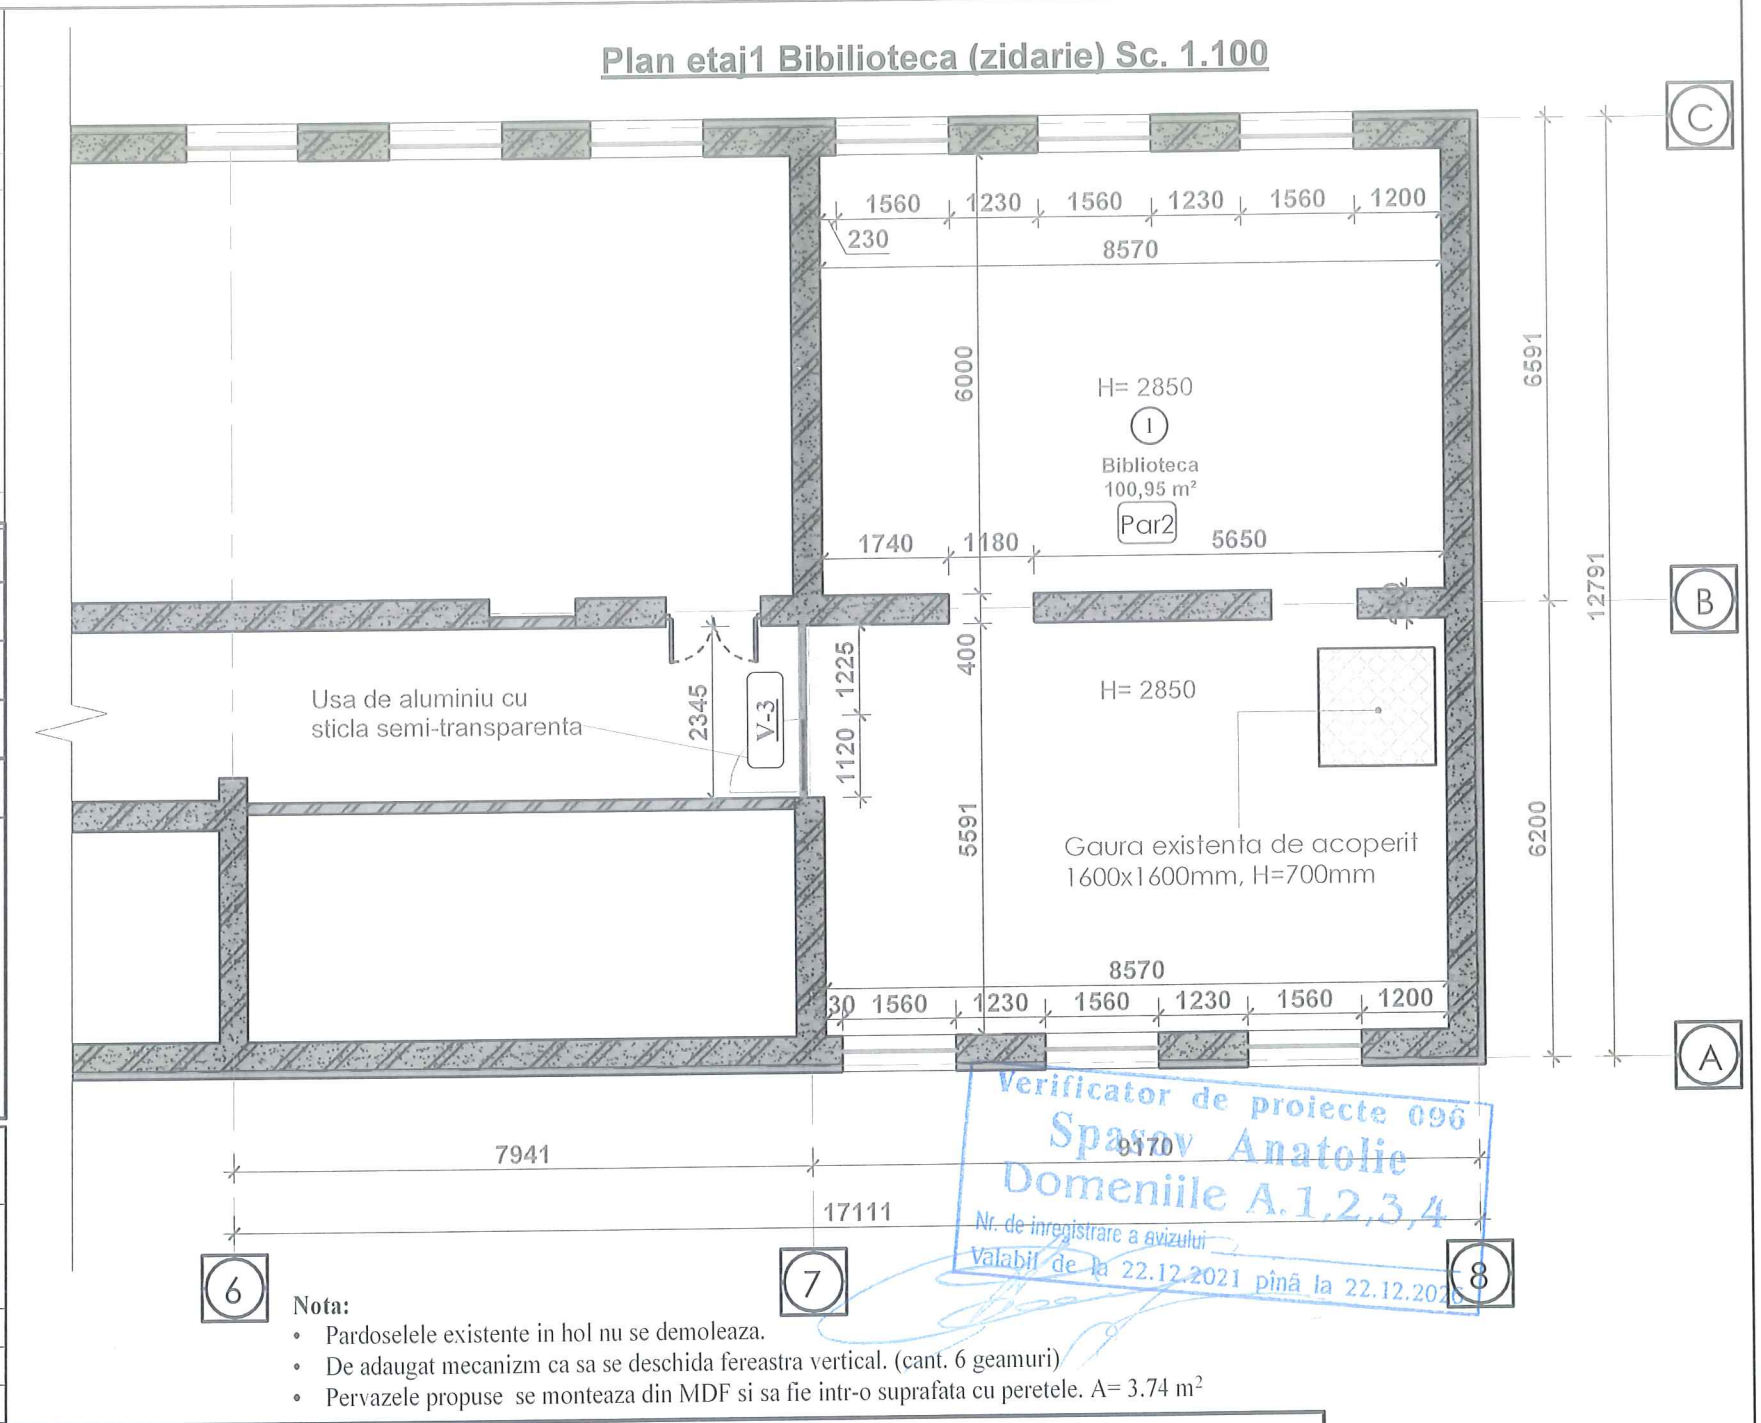 Plan etaj1 Bibilioteca (zidarie) Sc. 1.100
C
1560 1230 1560 1230 1560 1200
230
8570
6000
6591
H= 2850
1
Biblioteca
100,95 m²
Par2
1740 1180 5650
12791
B
400
1225
H= 2850
Usa de aluminiu cu
sticla semi-transparenta
2345
V-3
1120
5591
6200
Gaura existenta de acoperit
1600x1600mm, H=700mm
8570
30 1560 1230 1560 1230 1560 1200
A
Verificator de proiecte 096
Spasov Anatolie
Domeniile A.1,2,3,4
Nr. de inregistrare a avizului
Valabil de la 22.12.2021 pînă la 22.12.2026
7941
9170
17111
6
7
8
Nota:
• Pardoselele existente in hol nu se demoleaza.
• De adaugat mecanizm ca sa se deschida fereastra vertical. (cant. 6 geamuri)
• Pervazele propuse se monteaza din MDF si sa fie intr-o suprafata cu peretele. A= 3.74 m²